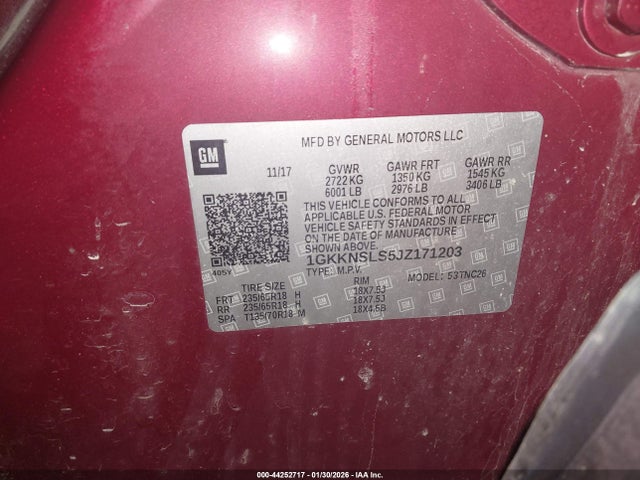 GM
MFD BY GENERAL MOTORS LLC
11/17 GVWR GAWR FRT GAWR RR
2722 KG 1350 KG 1545 KG
6001 LB 2976 LB 3406 LB
THIS VEHICLE CONFORMS TO ALL
APPLICABLE U.S. FEDERAL MOTOR
VEHICLE SAFETY STANDARDS IN EFFECT
ON THE DATE OF MANUFACTURE
SHOWN ABOVE.
405Y 1GKKNSLS5JZ171203
TYPE: M.P.V. MODEL: 53TNC26
TIRE SIZE RIM
FRT 235/65R18 H 18X7.5J
RR 235/65R18 H 18X7.5J
SPA T135/70R18 M 18X4.5B
000-44252717 - 01/30/2026 - IAA Inc.